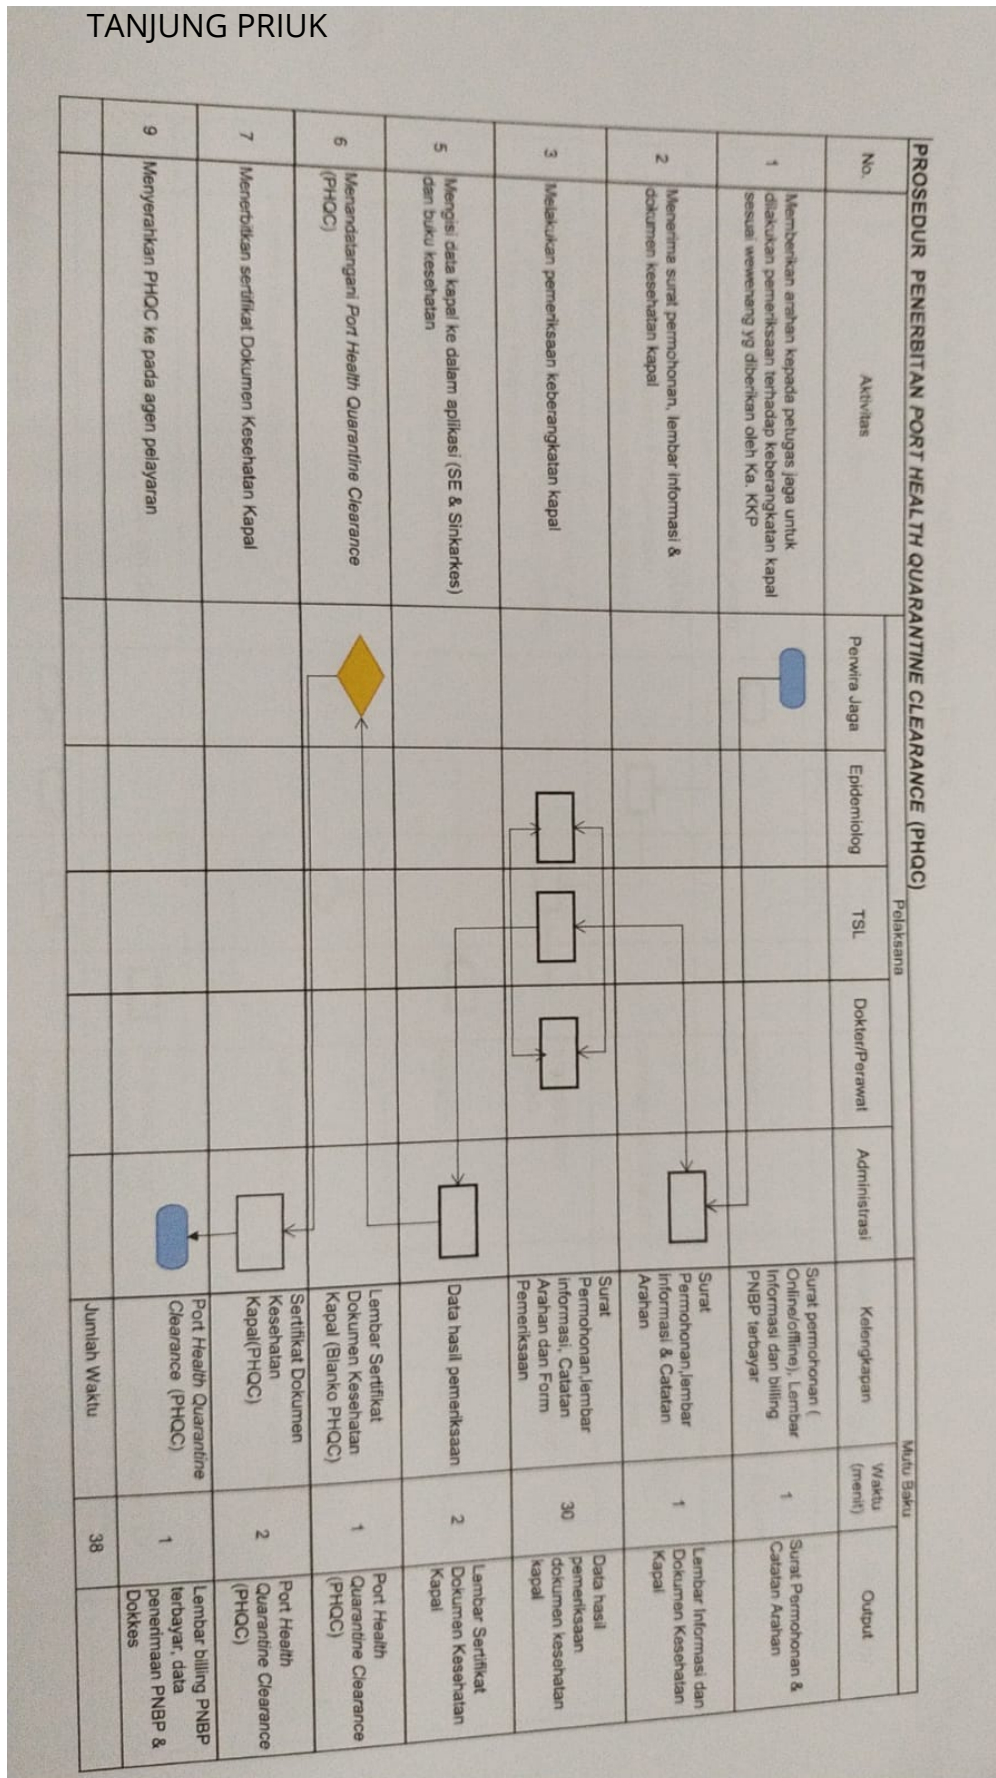 TANJUNG PRIUK
PROSEDUR PENERBITAN PORT HEALTH QUARANTINE CLEARANCE (PHQC)
Pelaksana
Mutu Baku
No.
Aktivitas
Perwira Jaga
Epidemiolog
TSL
Dokter/Perawat
Administrasi
Kelengkapan
Waktu
(menit)
Output
1
Memberikan arahan kepada petugas jaga untuk
dilakukan pemeriksaan terhadap keberangkatan kapal
sesuai wewenang yg diberikan oleh Ka. KKP
Surat permohonan (
Online/offline), Lembar
Informasi dan billing
PNBP terbayar
1
Surat Permohonan &
Catatan Arahan
2
Menerima surat permohonan, lembar informasi &
dokumen kesehatan kapal
Surat
Permohonan,lembar
informasi & Catatan
Arahan
1
Lembar Informasi dan
Dokumen Kesehatan
Kapal
3
Melakukan pemeriksaan keberangkatan kapal
Surat
Permohonan,lembar
informasi, Catatan
Arahan dan Form
Pemeriksaan
30
Data hasil
pemeriksaan
dokumen kesehatan
kapal
5
Mengisi data kapal ke dalam aplikasi (SE & Sinkarkes)
dan buku kesehatan
Data hasil pemeriksaan
2
Lembar Sertifikat
Dokumen Kesehatan
Kapal
6
Menandatangani Port Health Quarantine Clearance
(PHQC)
Lembar Sertifikat
Dokumen Kesehatan
Kapal (Blanko PHQC)
1
Port Health
Quarantine Clearance
(PHQC)
7
Menerbitkan sertifikat Dokumen Kesehatan Kapal
Sertifikat Dokumen
Kesehatan
Kapal(PHQC)
2
Port Health
Quarantine Clearance
(PHQC)
9
Menyerahkan PHQC ke pada agen pelayaran
Port Health Quarantine
Clearance (PHQC)
1
Lembar billing PNBP
terbayar, data
penerimaan PNBP &
Dokkes
Jumlah Waktu
38